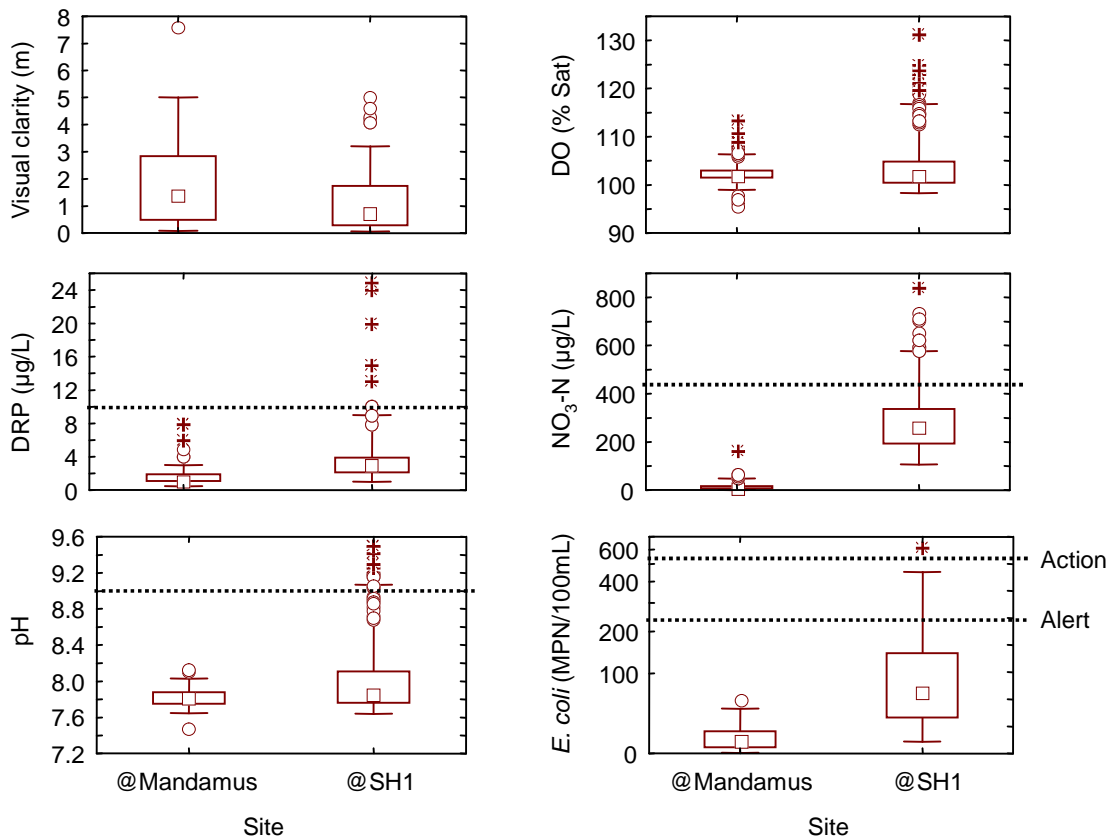 Visual clarity (m)
8
7
6
5
4
3
2
1
0
DO (% Sat)
130
120
110
100
90
DRP (µg/L)
24
20
16
12
8
4
0
NO3-N (µg/L)
800
600
400
200
0
pH
9.6
9.2
8.8
8.4
8.0
7.6
7.2
@Mandamus
@SH1
Site
E. coli (MPN/100mL)
600
400
200
100
0
Action
Alert
@Mandamus
@SH1
Site